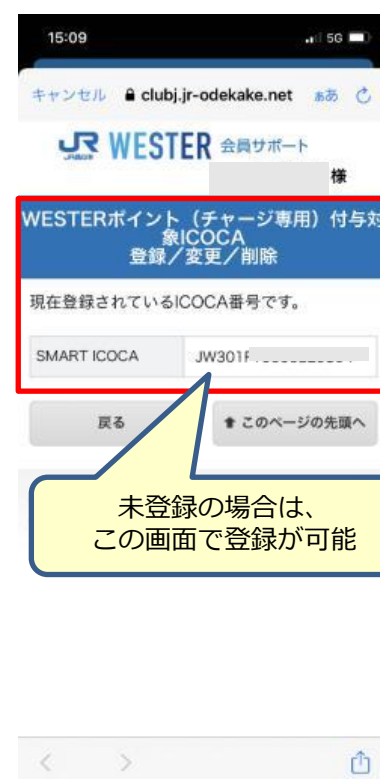 15:09
5G
キャンセル clubj.jr-odekake.net ああ
JR WESTER 会員サポート
様
WESTERポイント（チャージ専用）付与対
象ICOCA
登録／変更／削除
現在登録されているICOCA番号です。
SMART ICOCA JW301F
戻る このページの先頭へ
未登録の場合は、
この画面で登録が可能